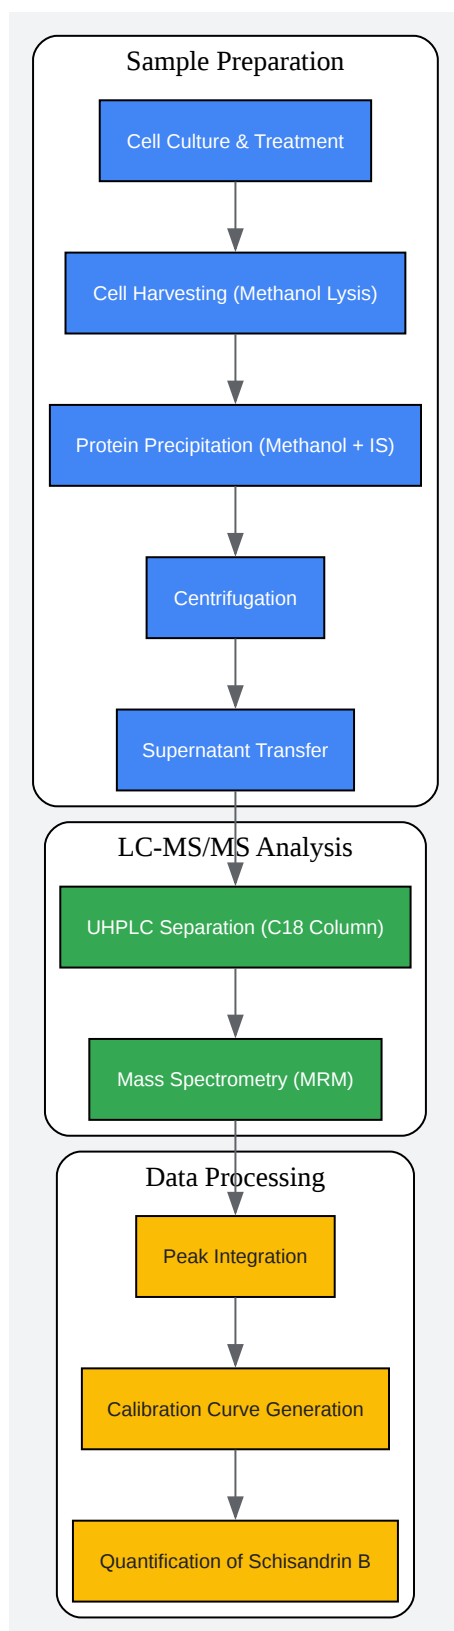 Sample Preparation
Cell Culture & Treatment
Cell Harvesting (Methanol Lysis)
Protein Precipitation (Methanol + IS)
Centrifugation
Supernatant Transfer
LC-MS/MS Analysis
UHPLC Separation (C18 Column)
Mass Spectrometry (MRM)
Data Processing
Peak Integration
Calibration Curve Generation
Quantification of Schisandrin B